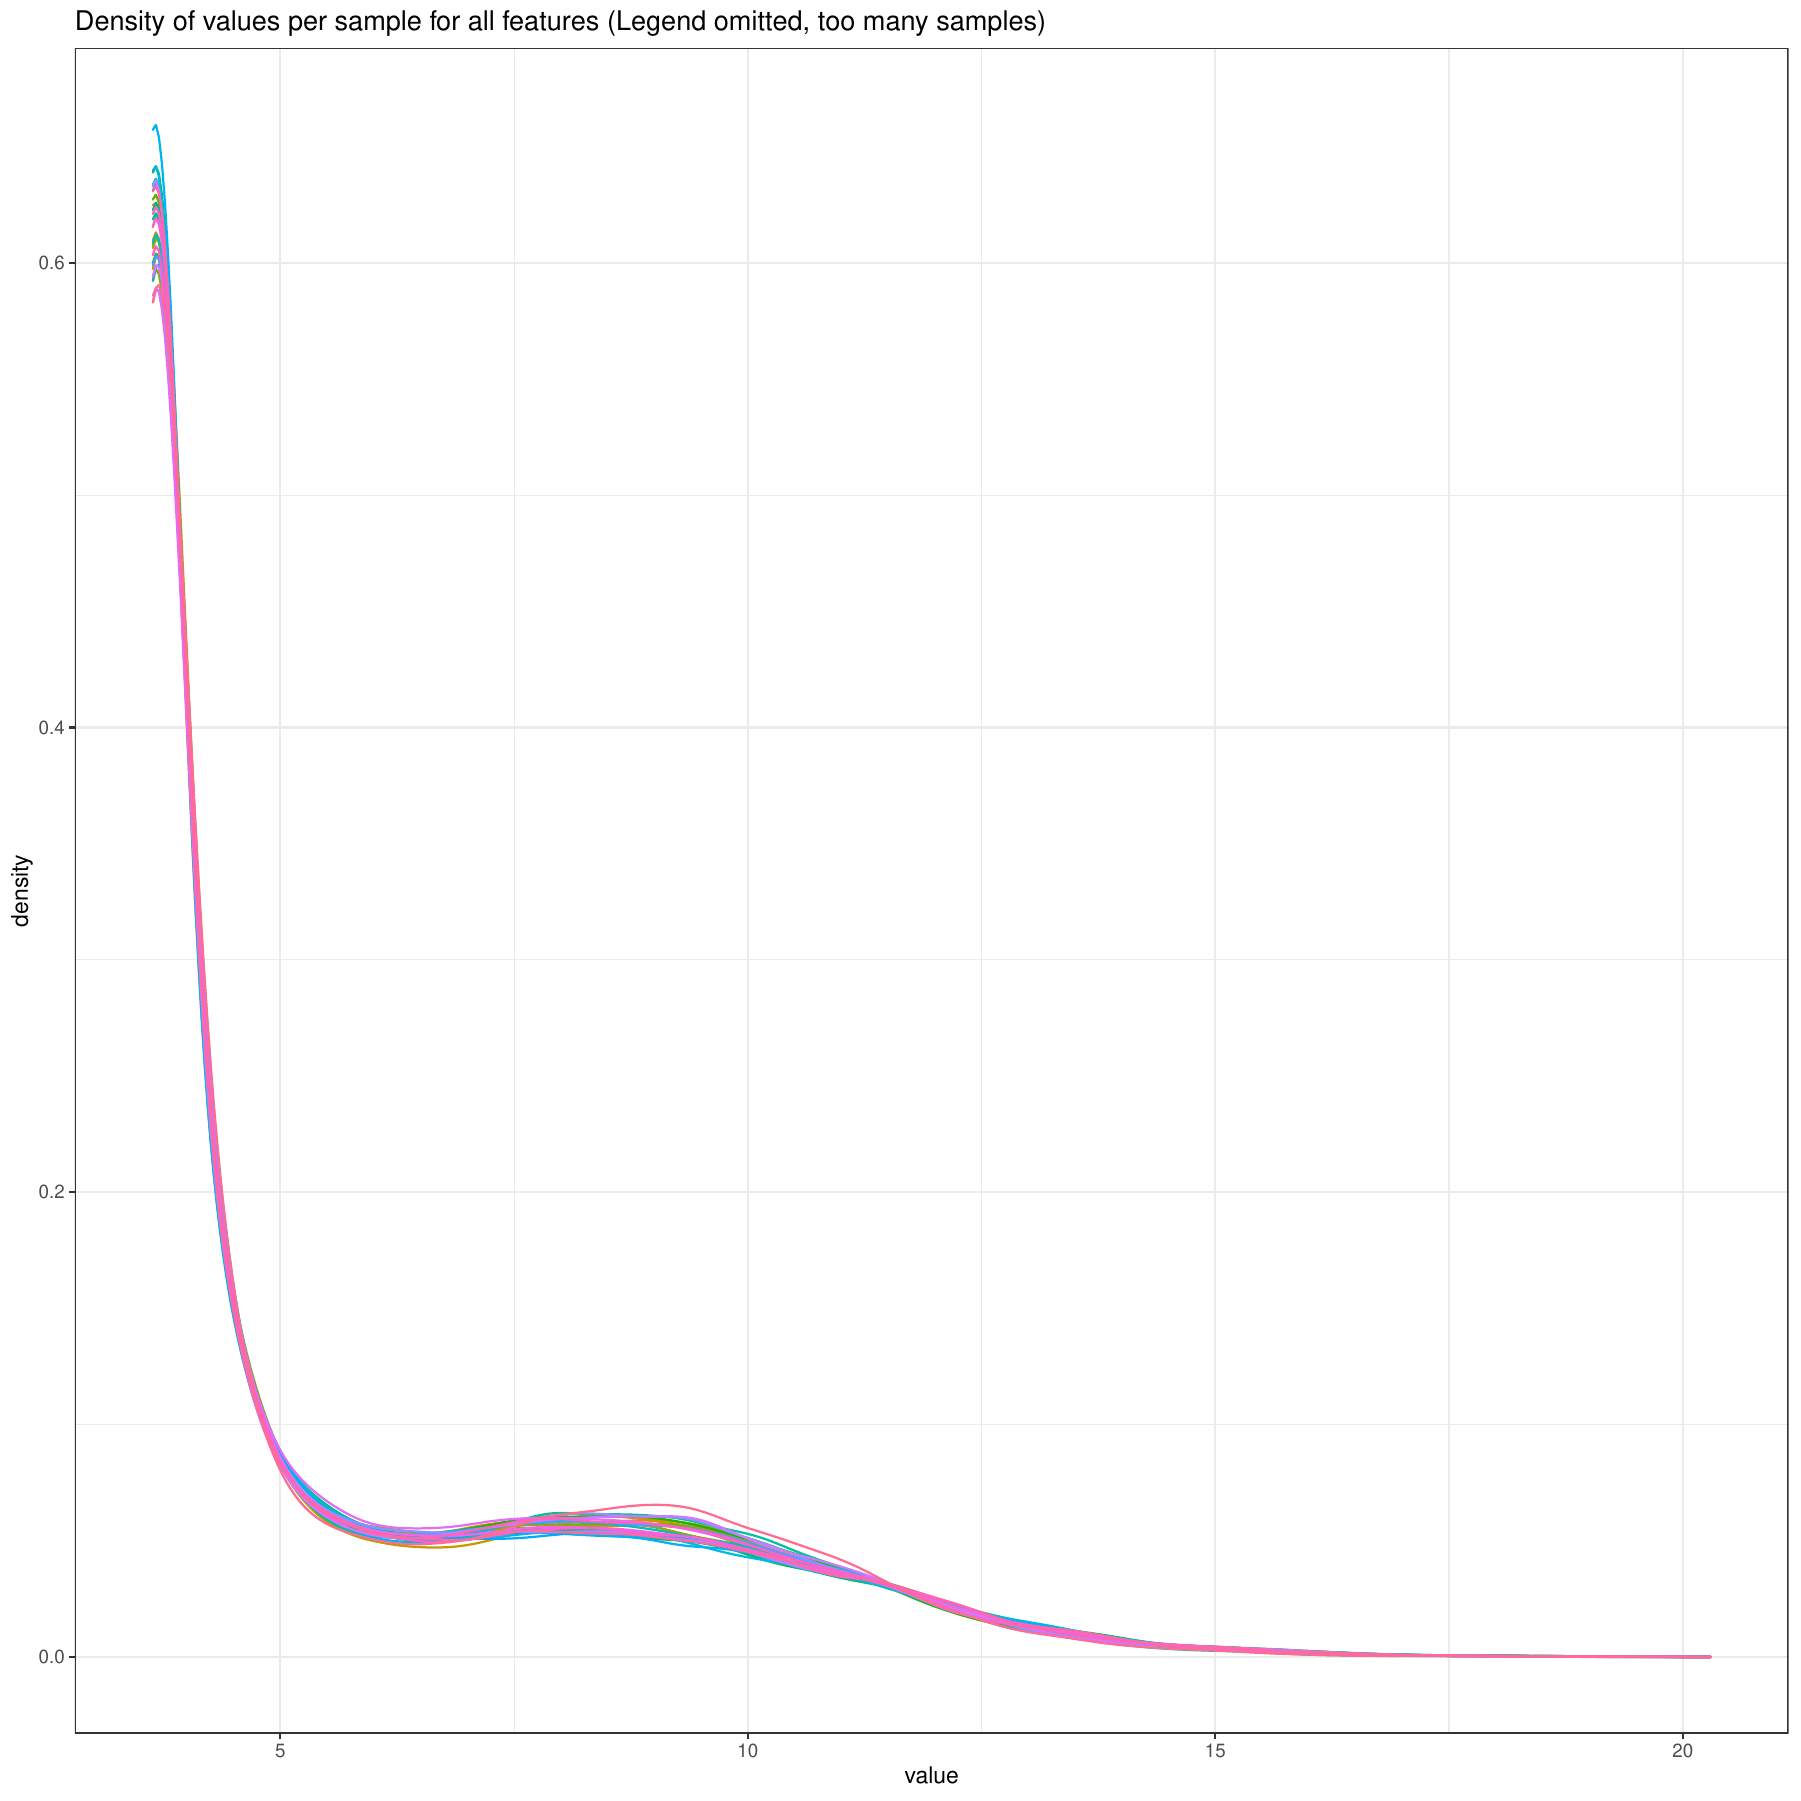 Density of values per sample for all features (Legend omitted, too many samples)
0.6
0.4
0.2
0.0
density
5 10 15 20
value